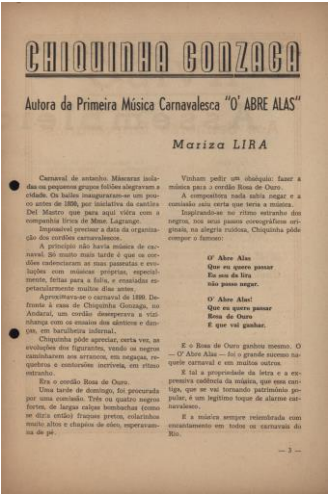 CHIQUINHA GONZAGA
Autora da Primeira Música Carnavalesca "O' ABRE ALAS"
Mariza LIRA
Carnaval de antanho. Máscaras isola-
das ou pequenos grupos foliões alegravam a
cidade. Os bailes inauguraram-se um pou-
co antes de 1850, por iniciativa da cantica
Del Mastro que para aqui viéra com a
companhia lírica de Mme. Lagrange.
Impossível precisar a data da organiza-
ção dos cordões carnavalescos.
A princípio não havia música de car-
naval. Só muito mais tarde é que os cor-
dões cadenciaram as suas passeatas e evo-
luções com músicas próprias, especial-
mente, feitas para a folia, e ensaiadas es-
petacularmente muitos dias antes.
Aproximava-se o carnaval de 1899. De-
fronte à casa de Chiquinha Gonzaga, no
Andaraí, um cordão desesperava a vizi-
nhança com os ensaios dos cânticos e dan-
ças, em barulheira infernal.
Chiquinha pôde apreciar, certa vez, as
evoluções dos figurantes, vendo os negros
caminharem aos arrancos, em negaças, re-
quebros e contorsões incríveis, em ritmo
estranho.
Era o cordão Rosa de Ouro.
Uma tarde de domingo, foi procurada
por uma comissão. Três ou quatro negros
fortes, de largas calças bombachas (como
se dizia então) fraques pretos, colarinhos
muito altos e chapéos de côco, esperavam-
na de pé.
Vinham pedir um obséquio: fazer a
música para o cordão Rosa de Ouro.
A compositora nada sabia negar e a
comissão saiu certa que teria a música.
Inspirando-se no ritmo estranho dos
negros, nos seus passos coreográficos ori-
ginais, na alegria ruidosa, Chiquinha pôde
compor o famoso:
O' Abre Alas
Que eu quero passar
Eu sou da lira
não posso negar.
O' Abre Alas!
Que eu quero passar
Rosa de Ouro
E que vai ganhar.
E o Rosa de Ouro ganhou mesmo. O
— O' Abre Alas — foi o grande sucesso na-
quele carnaval e em muitos outros.
E tal a propriedade da letra e a ex-
pressiva cadência da música, que essa can-
tiga, que se vai tornando patrimônio po-
pular, é um legítimo toque de alarme car-
navalesco.
E a música sempre relembrada com
encantamento em todos os carnavais do
Rio.
— 3 —